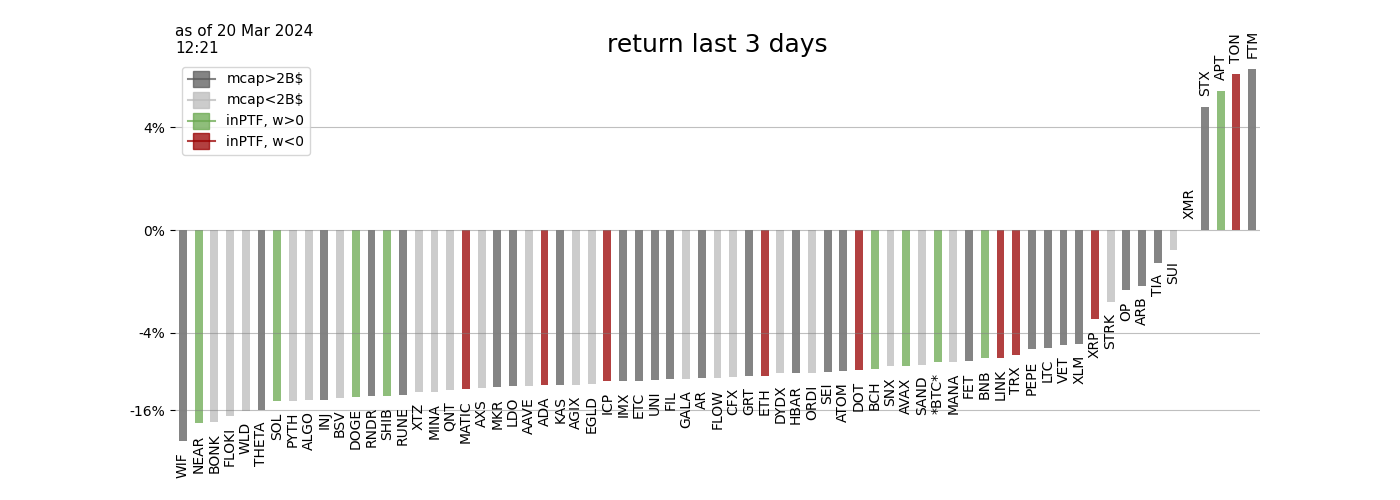 as of 20 Mar 2024
12:21
return last 3 days
mcap>2B$
mcap<2B$
inPTF, w>0
inPTF, w<0
4%
0%
-4%
-16%
WIF
NEAR
BONK
FLOKI
WLD
THETA
SOL
PYTH
ALGO
INJ
BSV
DOGE
RNDR
SHIB
RUNE
XTZ
MINA
QNT
MATIC
AXS
MKR
LDO
AAVE
ADA
KAS
AGIX
EGLD
ICP
IMX
ETC
UNI
FIL
GALA
AR
FLOW
CFX
GRT
ETH
DYDX
HBAR
ORDI
SEI
ATOM
DOT
BCH
SNX
AVAX
SAND
*BTC*
MANA
FET
BNB
LINK
TRX
PEPE
LTC
VET
XLM
XRP
STRK
OP
ARB
TIA
SUI
XMR
STX
APT
TON
FTM